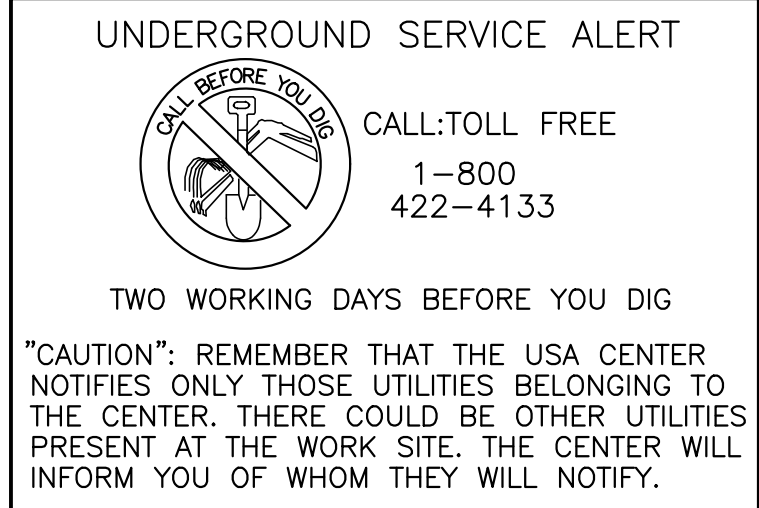 UNDERGROUND SERVICE ALERT
CALL BEFORE YOU DIG
CALL:TOLL FREE
1-800
422-4133
TWO WORKING DAYS BEFORE YOU DIG
"CAUTION": REMEMBER THAT THE USA CENTER
NOTIFIES ONLY THOSE UTILITIES BELONGING TO
THE CENTER. THERE COULD BE OTHER UTILITIES
PRESENT AT THE WORK SITE. THE CENTER WILL
INFORM YOU OF WHOM THEY WILL NOTIFY.